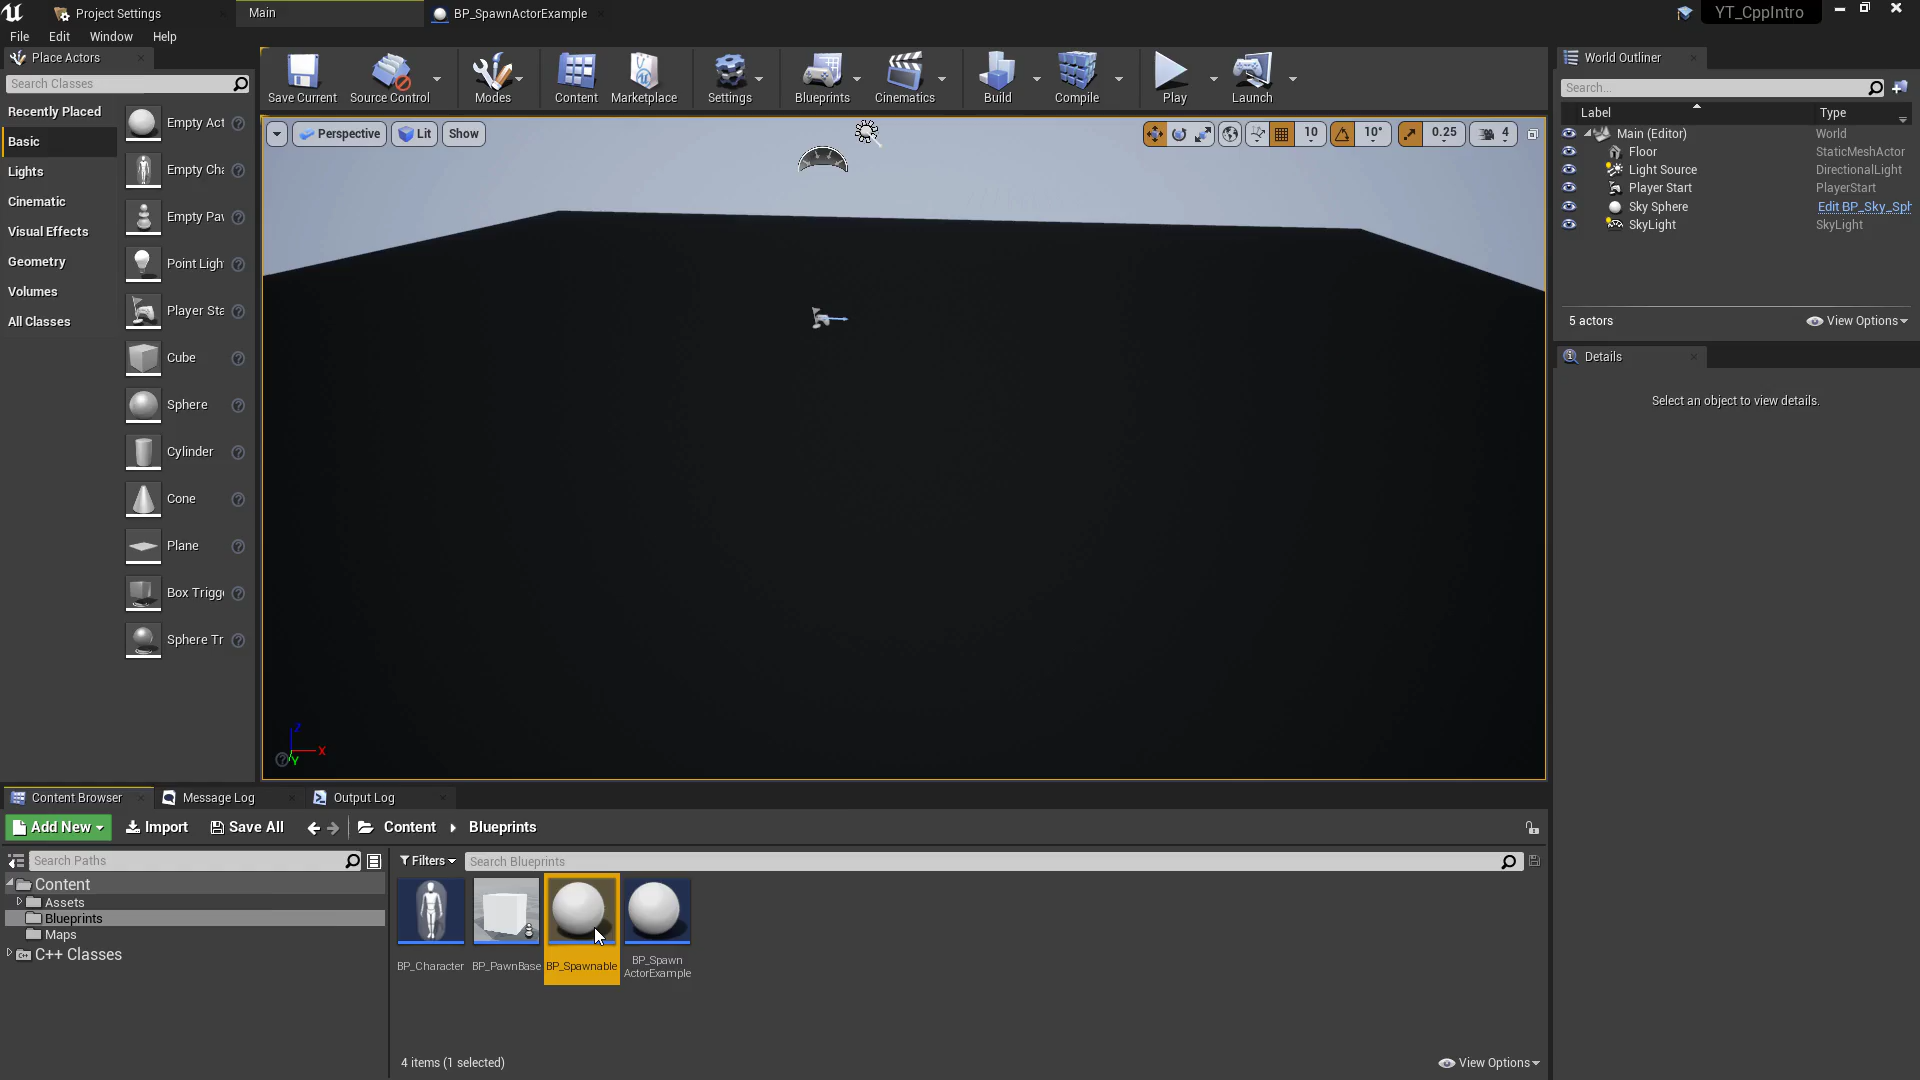 Project Settings
Main
BP_SpawnActorExample
YT_CppIntro
File Edit Window Help
Place Actors
Search Classes
Recently Placed
Basic
Lights
Cinematic
Visual Effects
Geometry
Volumes
All Classes
Empty Act
Empty Cha
Empty Pav
Point Ligh
Player Sta
Cube
Sphere
Cylinder
Cone
Plane
Box Trigge
Sphere Tr
Save Current
Source Control
Modes
Content
Marketplace
Settings
Blueprints
Cinematics
Build
Compile
Play
Launch
Perspective
Lit
Show
10
10°
0.25
4
Z
X
Y
World Outliner
Search...
Label Type
Main (Editor) World
Floor StaticMeshActor
Light Source DirectionalLight
Player Start PlayerStart
Sky Sphere Edit BP_Sky_Sph
SkyLight SkyLight
5 actors
View Options
Details
Select an object to view details.
Content Browser
Message Log
Output Log
Add New
Import
Save All
Content
Blueprints
Search Paths
Content
Assets
Blueprints
Maps
C++ Classes
Filters
Search Blueprints
BP_Character
BP_PawnBase
BP_Spawnable
BP_Spawn
ActorExample
4 items (1 selected)
View Options